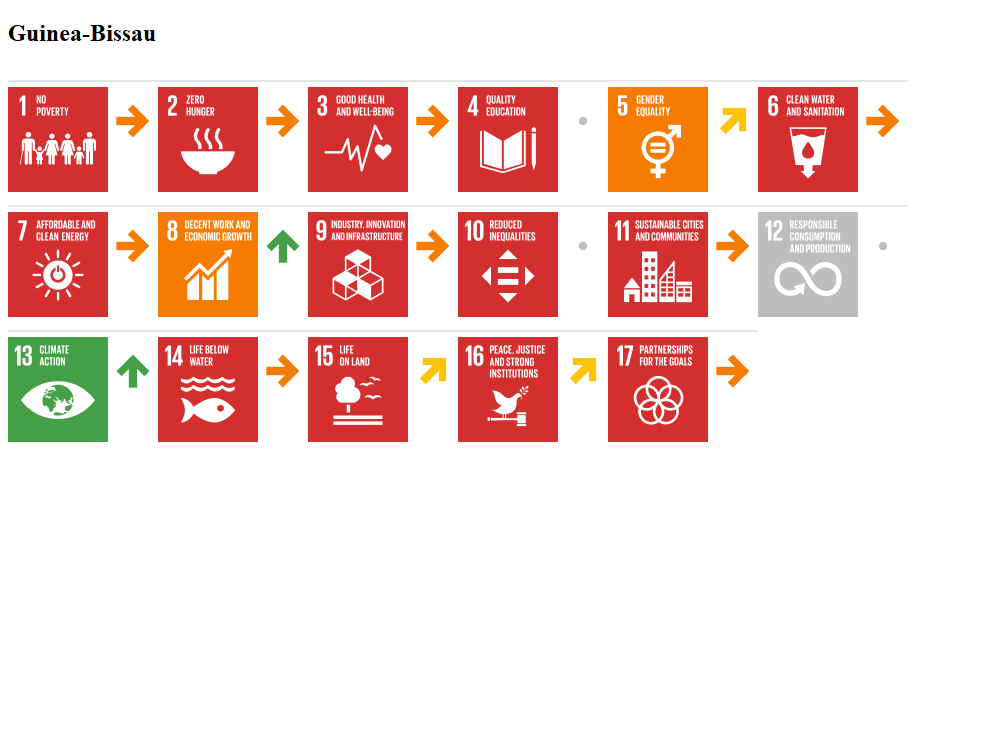 Guinea-Bissau
1 NO
POVERTY
2 ZERO
HUNGER
3 GOOD HEALTH
AND WELL-BEING
4 QUALITY
EDUCATION
5 GENDER
EQUALITY
6 CLEAN WATER
AND SANITATION
7 AFFORDABLE AND
CLEAN ENERGY
8 DECENT WORK AND
ECONOMIC GROWTH
9 INDUSTRY, INNOVATION
AND INFRASTRUCTURE
10 REDUCED
INEQUALITIES
11 SUSTAINABLE CITIES
AND COMMUNITIES
12 RESPONSIBLE
CONSUMPTION
AND PRODUCTION
13 CLIMATE
ACTION
14 LIFE BELOW
WATER
15 LIFE
ON LAND
16 PEACE, JUSTICE
AND STRONG
INSTITUTIONS
17 PARTNERSHIPS
FOR THE GOALS